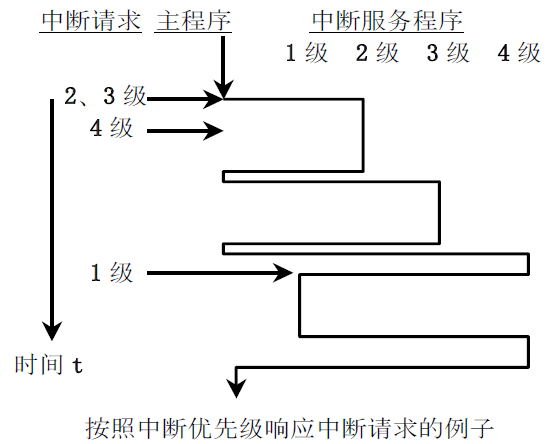 中断请求 主程序 中断服务程序
1级 2级 3级 4级
2、3级
4级
1级
时间 t
按照中断优先级响应中断请求的例子